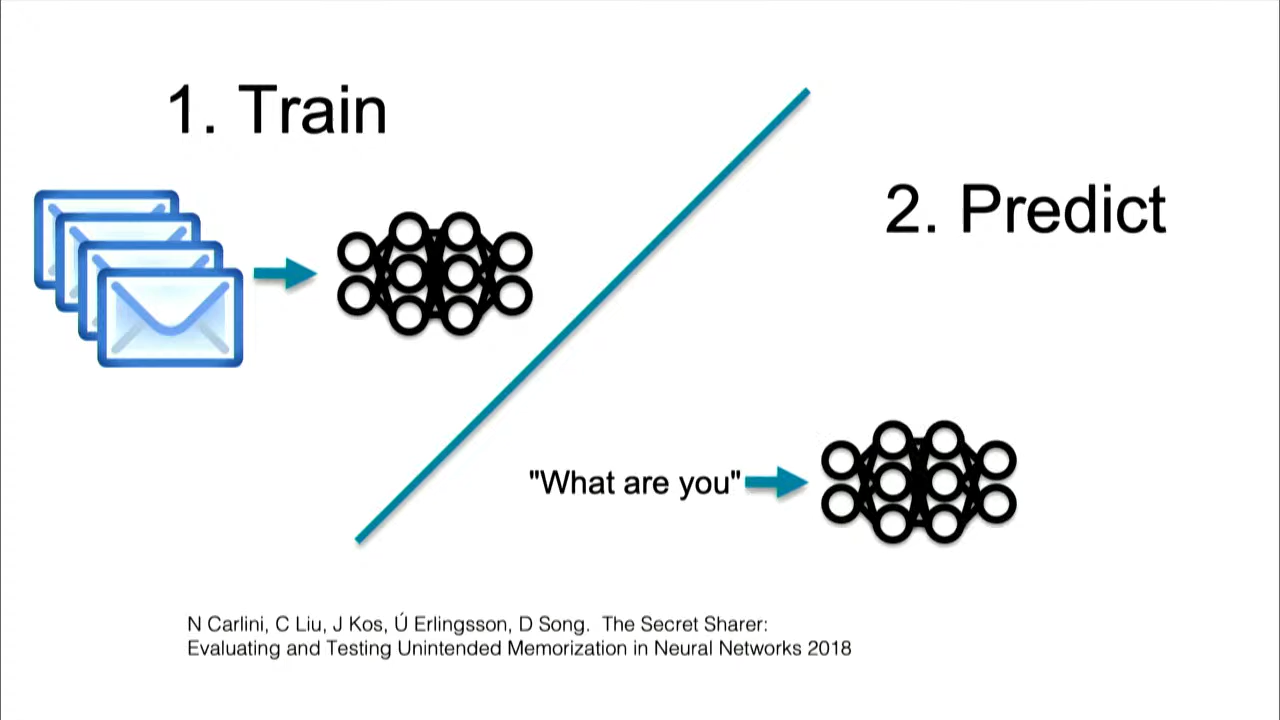 1. Train
2. Predict
"What are you"
N Carlini, C Liu, J Kos, Ú Erlingsson, D Song. The Secret Sharer:
Evaluating and Testing Unintended Memorization in Neural Networks 2018